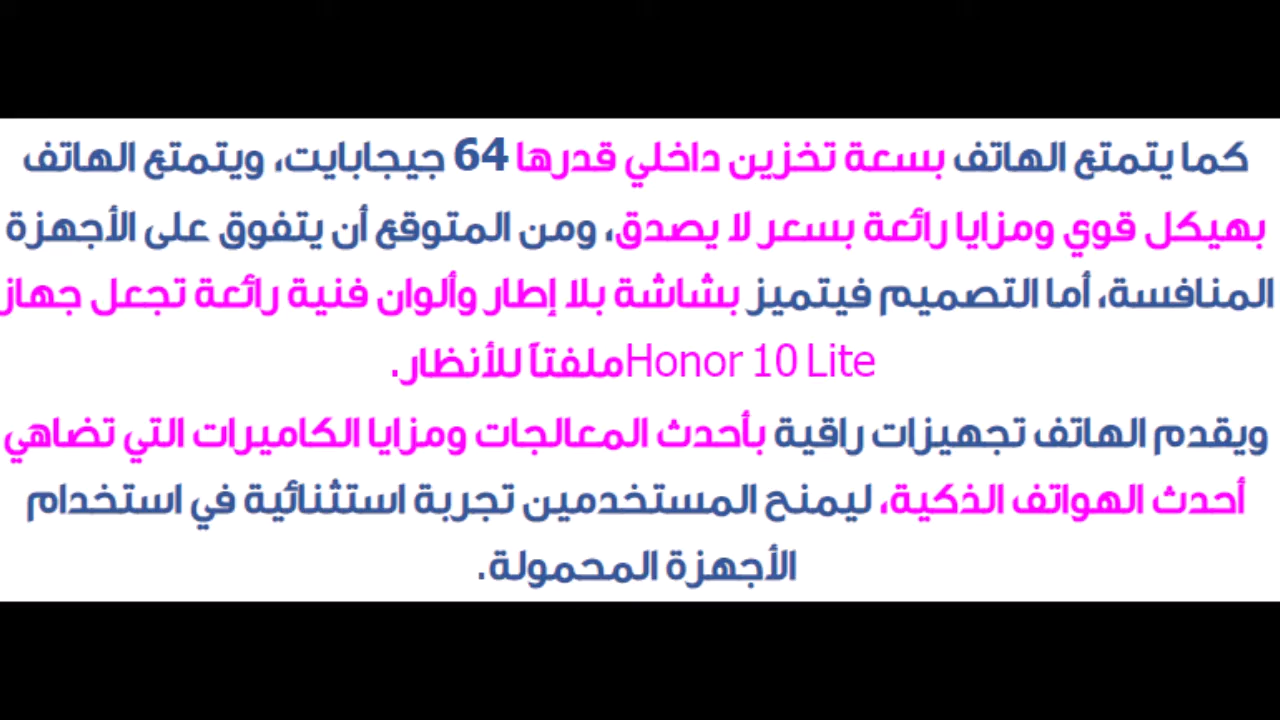 كما يتمتع الهاتف بسعة تخزين داخلي قدرها 64 جيجابايت، ويتمتع الهاتف
بهيكل قوي ومزايا رائعة بسعر لا يصدق، ومن المتوقع أن يتفوق على الأجهزة
المنافسة، أما التصميم فيتميز بشاشة بلا إطار وألوان فنية رائعة تجعل جهاز
Honor 10 Liteملفتاً للأنظار.
ويقدم الهاتف تجهيزات راقية بأحدث المعالجات ومزايا الكاميرات التي تضاهي
أحدث الهواتف الذكية، ليمنح المستخدمين تجربة استثنائية في استخدام
الأجهزة المحمولة.